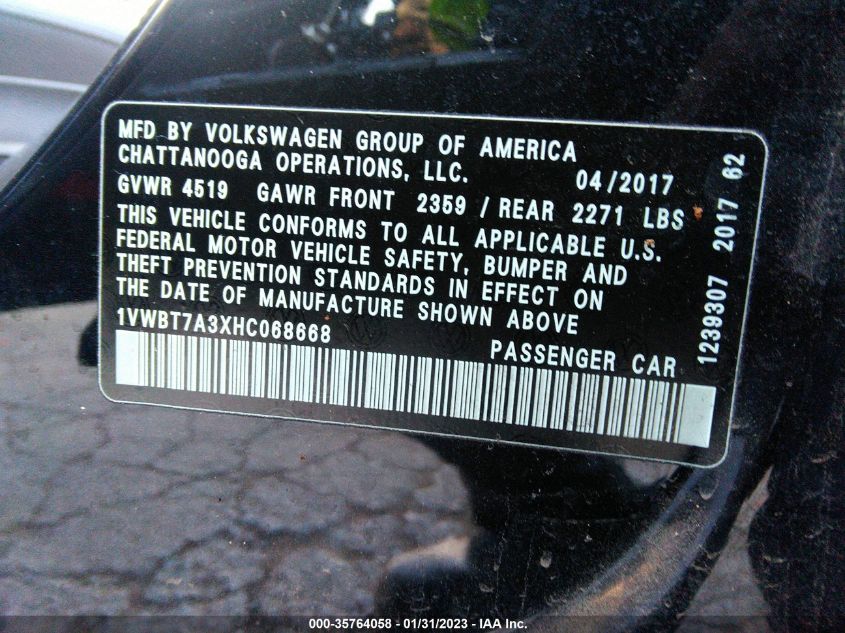 MFD BY VOLKSWAGEN GROUP OF AMERICA
CHATTANOOGA OPERATIONS, LLC. 04/2017
GVWR 4519 GAWR FRONT 2359 / REAR 2271 LBS
THIS VEHICLE CONFORMS TO ALL APPLICABLE U.S.
FEDERAL MOTOR VEHICLE SAFETY, BUMPER AND
THEFT PREVENTION STANDARDS IN EFFECT ON
THE DATE OF MANUFACTURE SHOWN ABOVE
1VWBT7A3XHC068668
PASSENGER CAR
1239307 2017 62
000-35764058 - 01/31/2023 - IAA Inc.